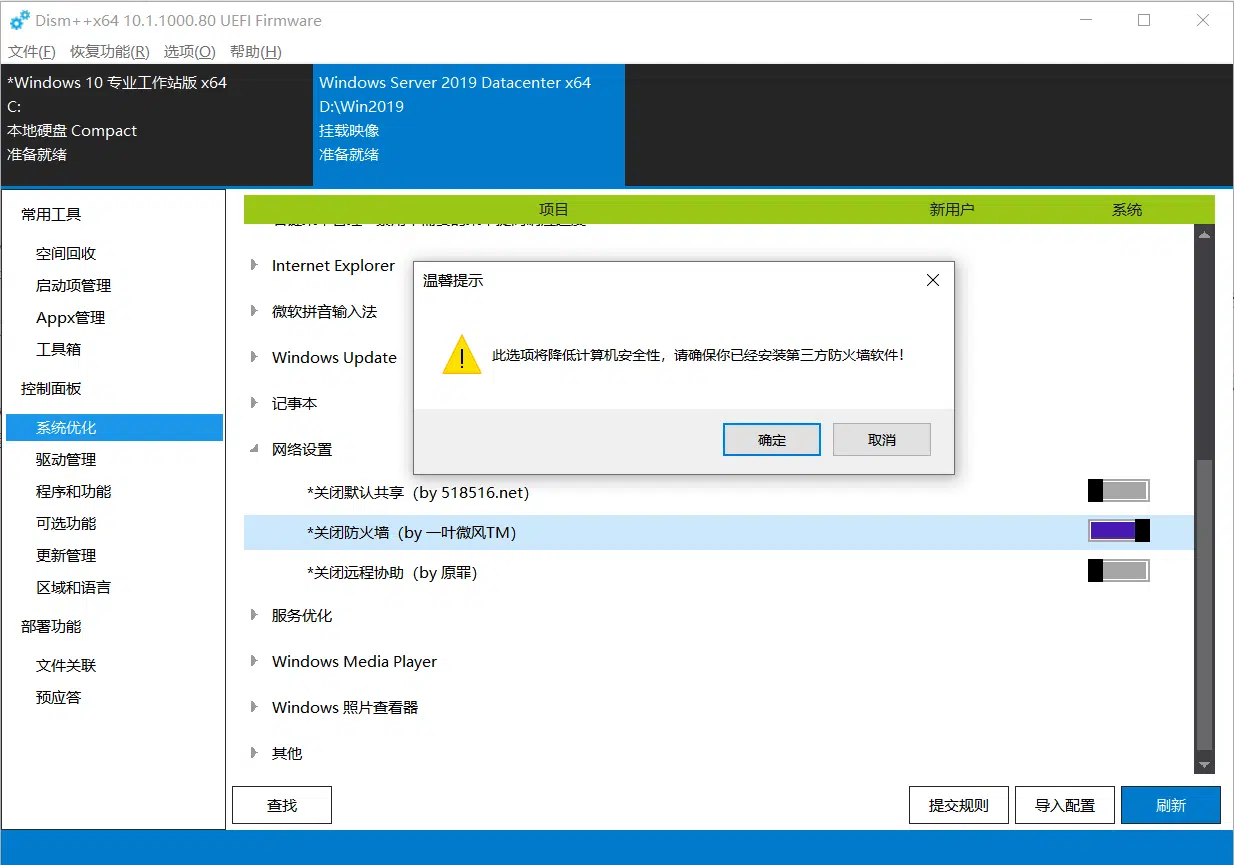 Dism++x64 10.1.1000.80 UEFI Firmware
文件(F) 恢复功能(R) 选项(O) 帮助(H)
*Windows 10 专业工作站版 x64
C:
本地硬盘 Compact
准备就绪
Windows Server 2019 Datacenter x64
D:\Win2019
挂载映像
准备就绪
常用工具
空间回收
启动项管理
Appx管理
工具箱
控制面板
系统优化
驱动管理
程序和功能
可选功能
更新管理
区域和语言
部署功能
文件关联
预应答
项目 新用户 系统
Internet Explorer
微软拼音输入法
Windows Update
记事本
网络设置
*关闭默认共享（by 518516.net）
*关闭防火墙（by 一叶微风TM）
*关闭远程协助（by 原罪）
服务优化
Windows Media Player
Windows 照片查看器
其他
温馨提示
此选项将降低计算机安全性，请确保你已经安装第三方防火墙软件！
确定 取消
查找 提交规则 导入配置 刷新